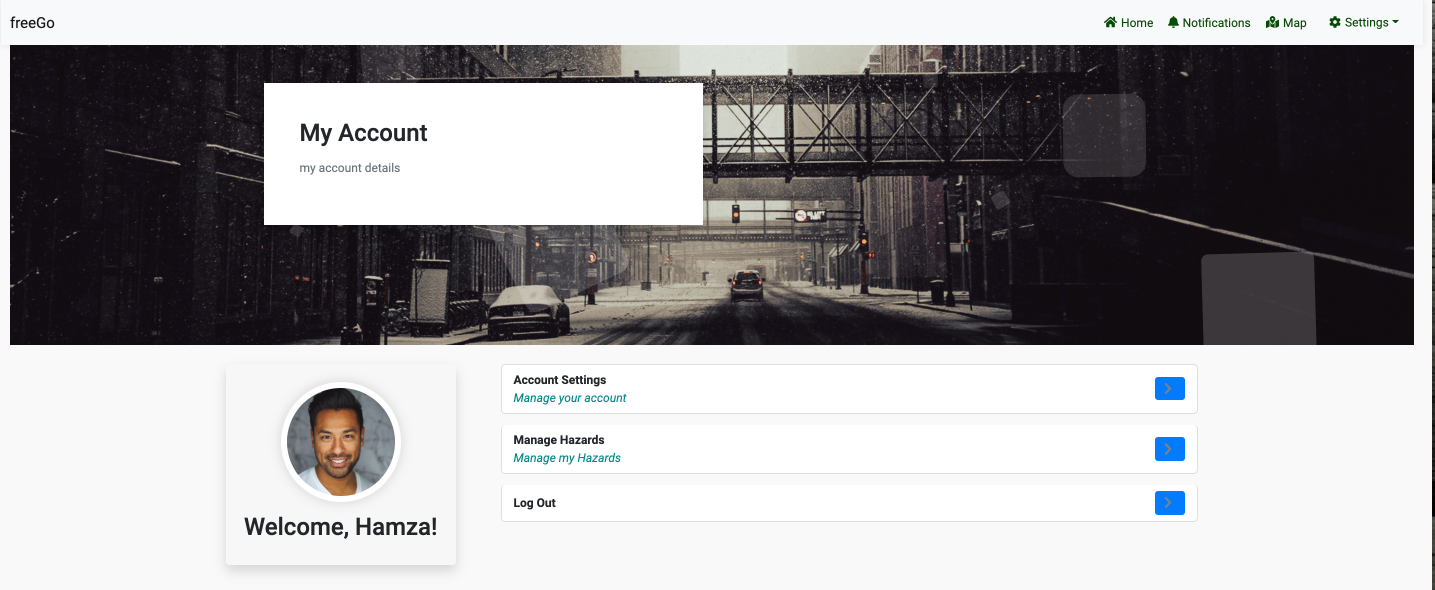 freeGo
Home Notifications Map Settings
My Account
my account details
Account Settings
Manage your account
Manage Hazards
Manage my Hazards
Log Out
Welcome, Hamza!